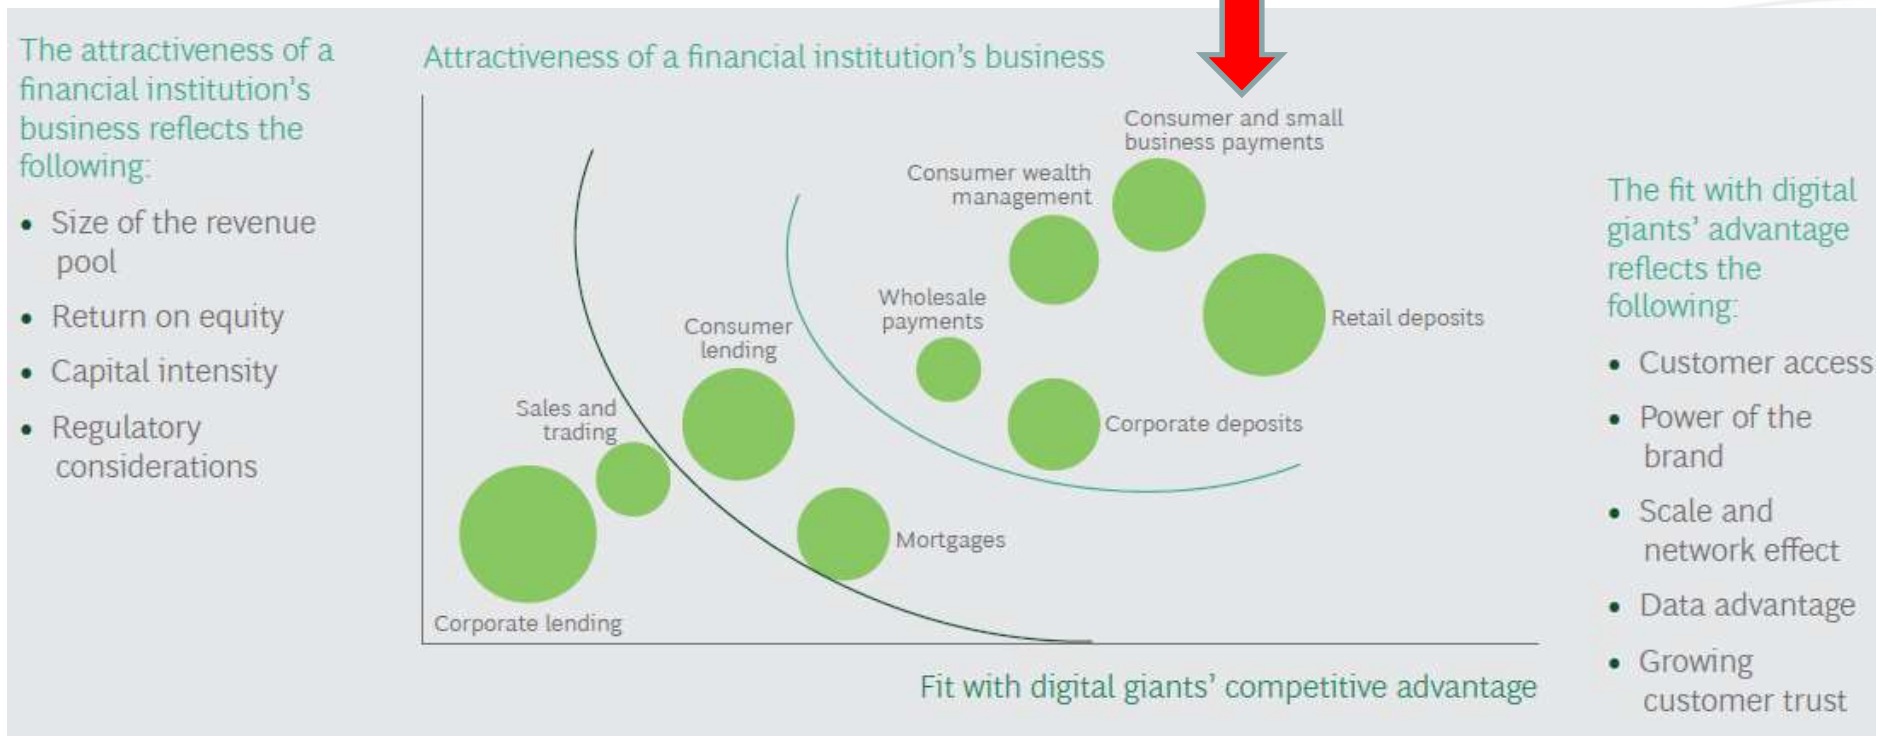 The attractiveness of a
financial institution's
business reflects the
following:
• Size of the revenue
pool
• Return on equity
• Capital intensity
• Regulatory
considerations
Attractiveness of a financial institution's business
Consumer and small
business payments
Consumer wealth
management
Wholesale
payments
Retail deposits
Consumer
lending
Sales and
trading
Corporate deposits
Mortgages
Corporate lending
Fit with digital giants' competitive advantage
The fit with digital
giants' advantage
reflects the
following:
• Customer access
• Power of the
brand
• Scale and
network effect
• Data advantage
• Growing
customer trust